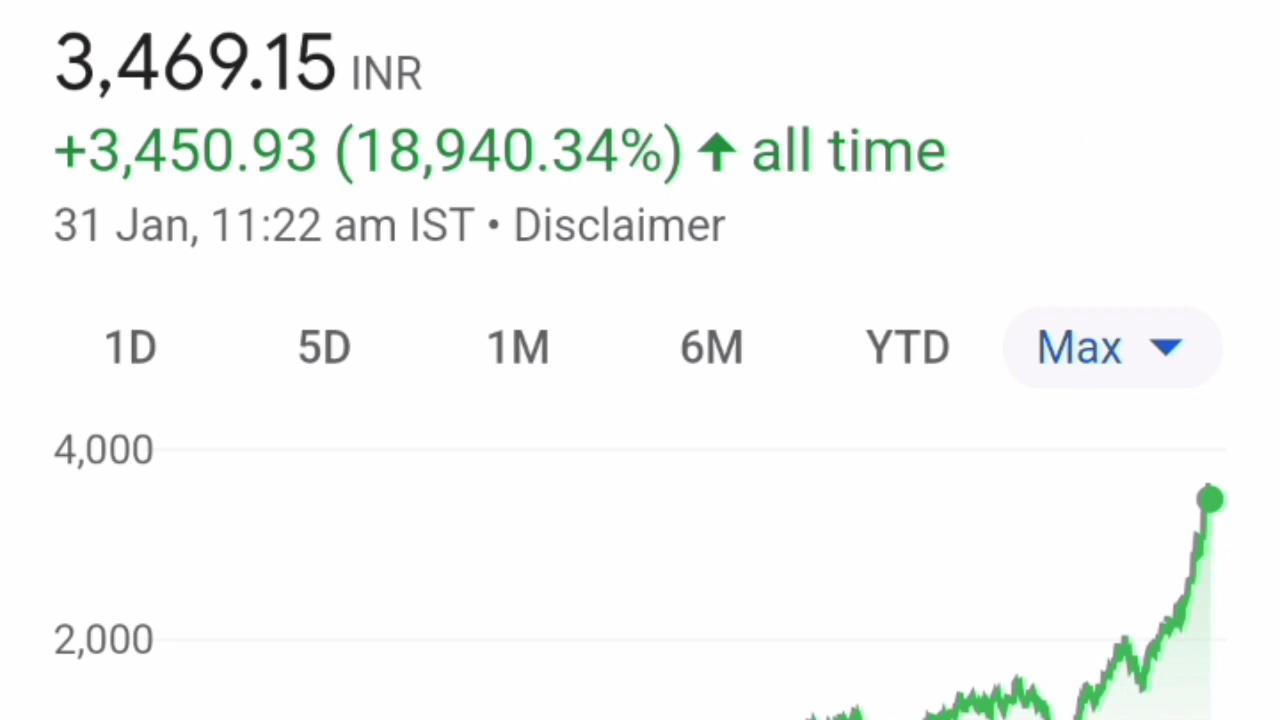 3,469.15 INR
+3,450.93 (18,940.34%) ↑ all time
31 Jan, 11:22 am IST • Disclaimer
1D 5D 1M 6M YTD Max
4,000
2,000